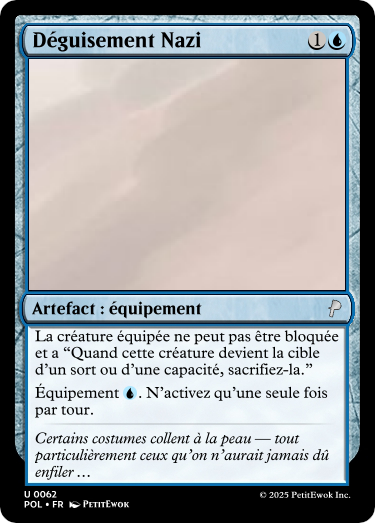 Déguisement Nazi 1
Artefact : équipement
La créature équipée ne peut pas être bloquée
et a “Quand cette créature devient la cible
d’un sort ou d’une capacité, sacrifiez-la.”
Équipement . N’activez qu’une seule fois
par tour.
Certains costumes collent à la peau — tout
particulièrement ceux qu’on n’aurait jamais dû
enfiler …
U 0062
POL • FR PetitEwok
© 2025 PetitEwok Inc.